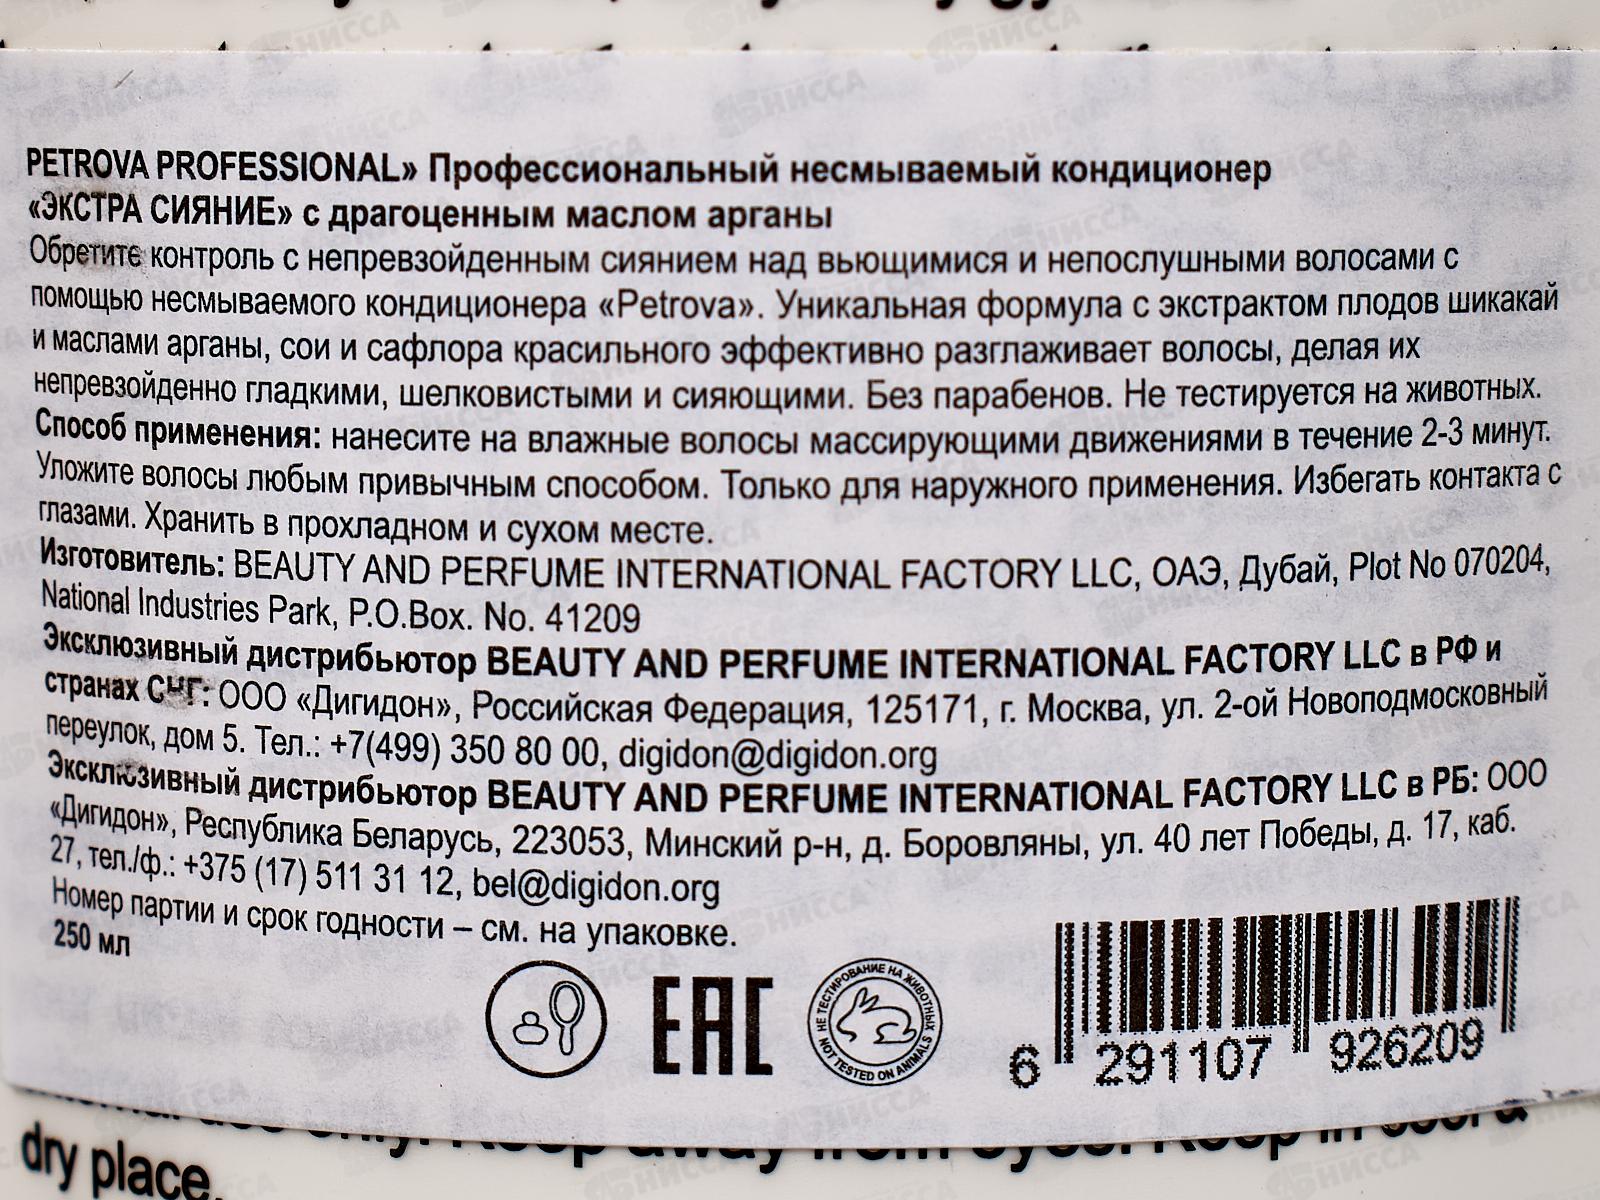 PETROVA PROFESSIONAL» Профессиональный несмываемый кондиционер
«ЭКСТРА СИЯНИЕ» с драгоценным маслом арганы
Обретите контроль с непревзойденным сиянием над вьющимися и непослушными волосами с
помощью несмываемого кондиционера «Petrova». Уникальная формула с экстрактом плодов шикакай
и маслами арганы, сои и сафлора красильного эффективно разглаживает волосы, делая их
непревзойденно гладкими, шелковистыми и сияющими. Без парабенов. Не тестируется на животных.
Способ применения: нанесите на влажные волосы массирующими движениями в течение 2-3 минут.
Уложите волосы любым привычным способом. Только для наружного применения. Избегать контакта с
глазами. Хранить в прохладном и сухом месте.
Изготовитель: BEAUTY AND PERFUME INTERNATIONAL FACTORY LLC, ОАЭ, Дубай, Plot No 070204,
National Industries Park, P.O.Box. No. 41209
Эксклюзивный дистрибьютор BEAUTY AND PERFUME INTERNATIONAL FACTORY LLC в РФ и
странах СНГ: ООО «Дигидон», Российская Федерация, 125171, г. Москва, ул. 2-ой Новоподмосковный
переулок, дом 5. Тел.: +7(499) 350 80 00, digidon@digidon.org
Эксклюзивный дистрибьютор BEAUTY AND PERFUME INTERNATIONAL FACTORY LLC в РБ: ООО
«Дигидон», Республика Беларусь, 223053, Минский р-н, д. Боровляны, ул. 40 лет Победы, д. 17, каб.
27, тел./ф.: +375 (17) 511 31 12, bel@digidon.org
Номер партии и срок годности – см. на упаковке.
250 мл
EAC
НЕ ТЕСТИРОВАНИЕ НА ЖИВОТНЫХ
NOT TESTED ON ANIMALS
6 291107 926209
only. Keep away from eyes. Keep in cool &
dry place.